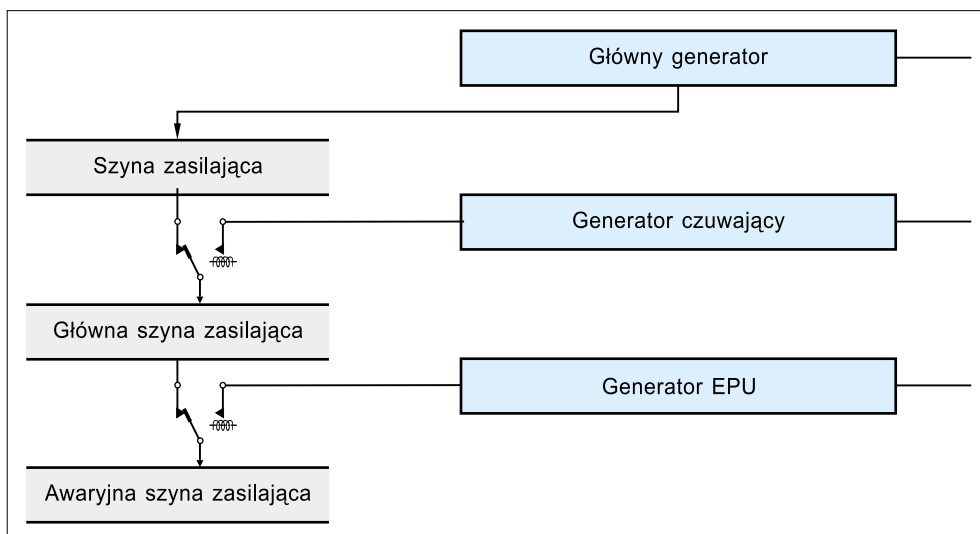 Główny generator
Szyna zasilająca
Generator czuwający
Główna szyna zasilająca
Generator EPU
Awaryjna szyna zasilająca